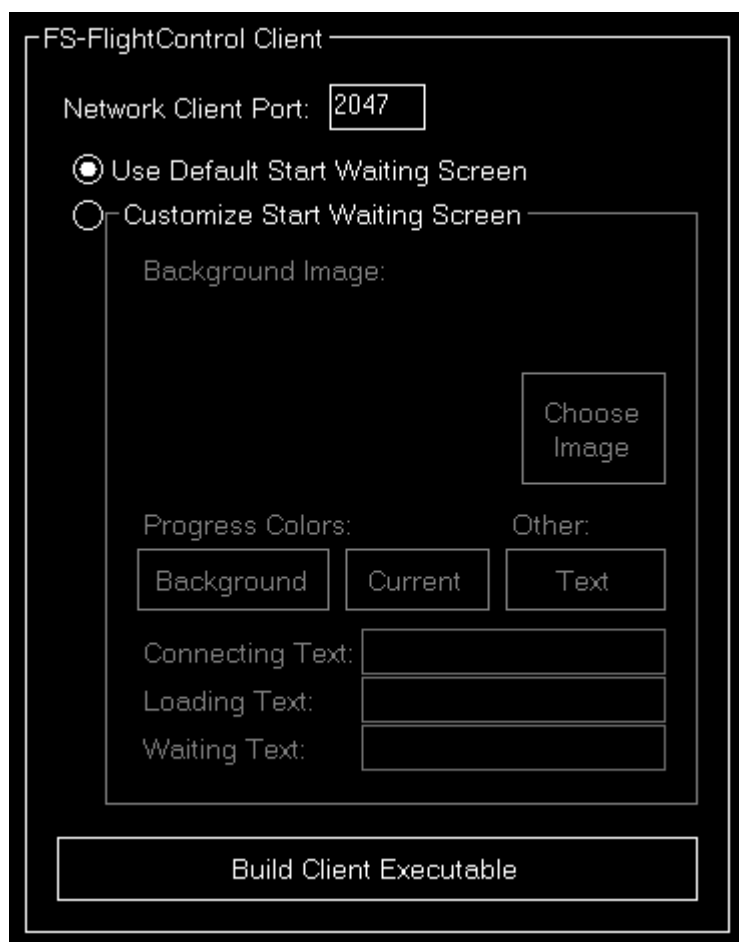 FS-FlightControl Client
Network Client Port: 2047
Use Default Start Waiting Screen
Customize Start Waiting Screen
Background Image:
Choose
Image
Progress Colors: Other:
Background Current Text
Connecting Text:
Loading Text:
Waiting Text:
Build Client Executable